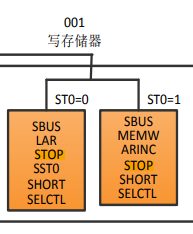 001
写存储器
ST0=0
ST0=1
SBUS
LAR
STOP
SST0
SHORT
SELCTL
SBUS
MEMW
ARINC
STOP
SHORT
SELCTL